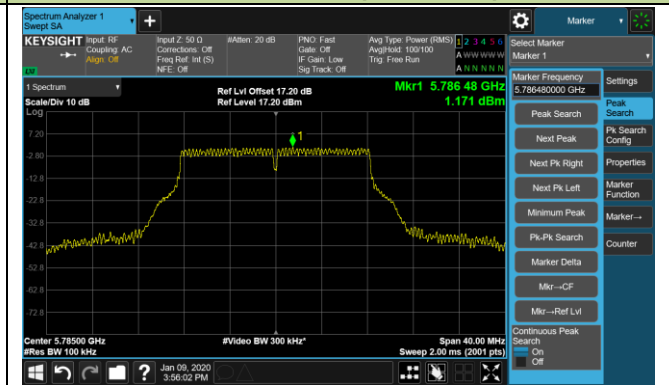 Spectrum Analyzer 1
Swept SA
+
Marker
KEYSIGHT
Input: RF
Coupling: AC
Align: Off
Input Z: 50 Ω
Corrections: Off
Freq Ref: Int (S)
NFE: Off
#Atten: 20 dB
PNO: Fast
Gate: Off
IF Gain: Low
Sig Track: Off
Avg Type: Power (RMS)
Avg|Hold: 100/100
Trig: Free Run
1 2 3 4 5 6
A W W W W W
A N N N N N
Select Marker
Marker 1
1 Spectrum
Scale/Div 10 dB
Log
Ref Lvl Offset 17.20 dB
Ref Level 17.20 dBm
Mkr1 5.786 48 GHz
1.171 dBm
7.20
-2.80
-12.8
-22.8
-32.8
-42.8
-52.8
-62.8
-72.8
1
Center 5.78500 GHz
#Res BW 100 kHz
#Video BW 300 kHz*
Span 40.00 MHz
Sweep 2.00 ms (2001 pts)
Marker Frequency
5.786480000 GHz
Peak Search
Next Peak
Next Pk Right
Next Pk Left
Minimum Peak
Pk-Pk Search
Marker Delta
Mkr→CF
Mkr→Ref Lvl
Continuous Peak
Search
On
Off
Settings
Peak
Search
Pk Search
Config
Properties
Marker
Function
Marker→
Counter
?
Jan 09, 2020
3:56:02 PM